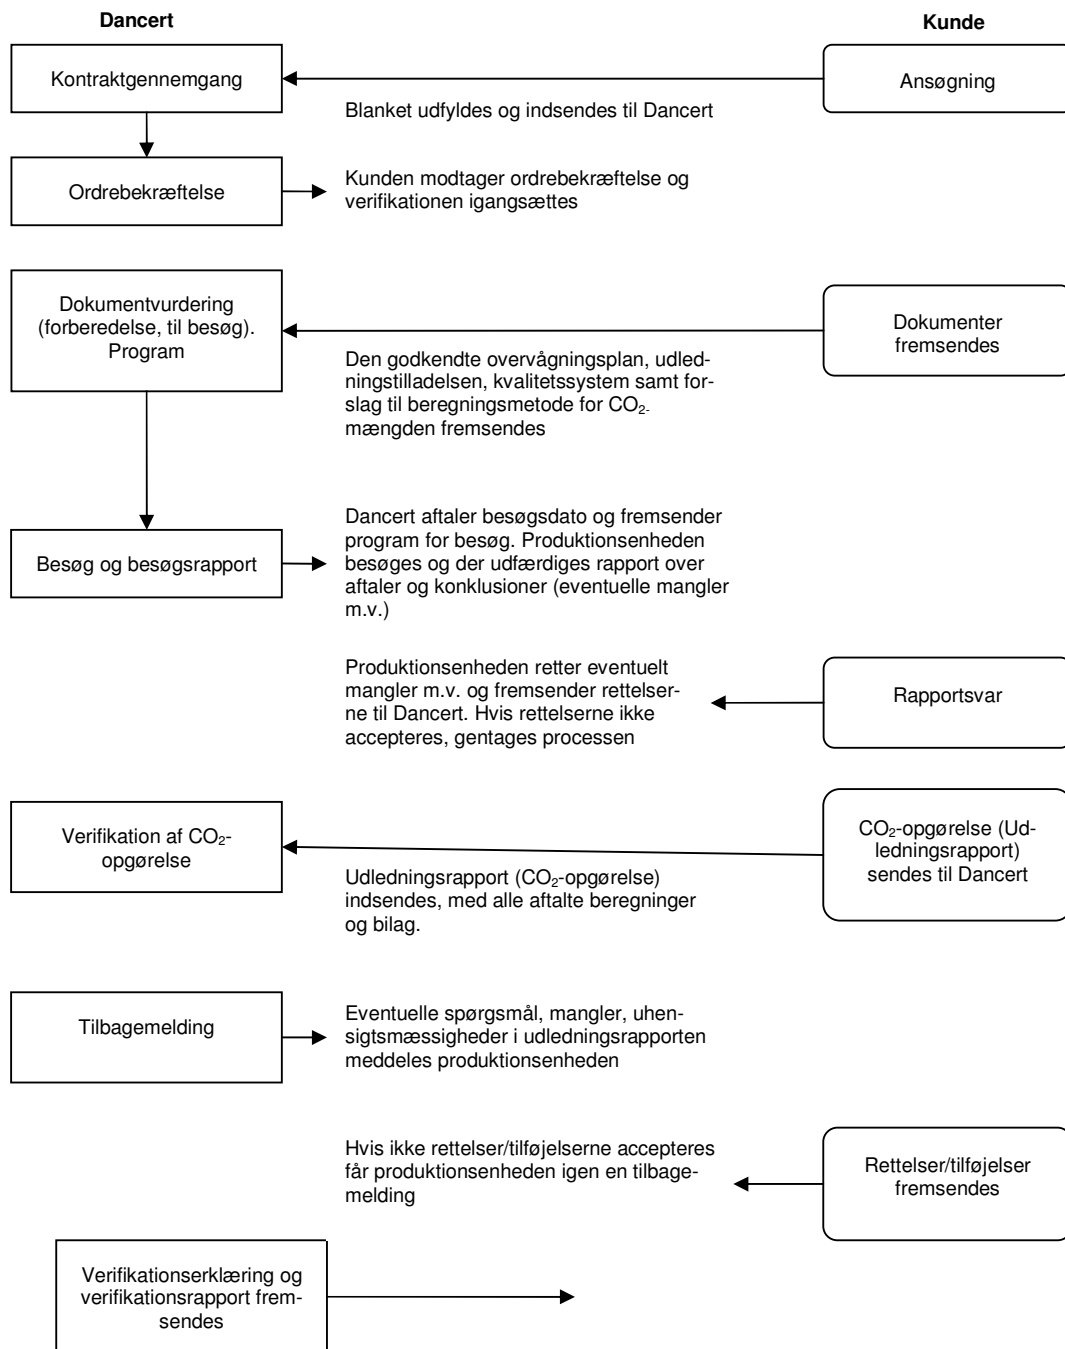 Dancert
Kunde
Kontraktgennemgang
Ansøgning
Blanket udfyldes og indsendes til Dancert
Ordrebekræftelse
Kunden modtager ordrebekræftelse og
verifikationen igangsættes
Dokumentvurdering
(forberedelse, til besøg).
Program
Dokumenter
fremsendes
Den godkendte overvågningsplan, udled-
ningstilladelsen, kvalitetssystem samt for-
slag til beregningsmetode for CO₂-
mængden fremsendes
Besøg og besøgsrapport
Dancert aftaler besøgsdato og fremsender
program for besøg. Produktionsenheden
besøges og der udfærdiges rapport over
aftaler og konklusioner (eventuelle mangler
m.v.)
Produktionsenheden retter eventuelt
mangler m.v. og fremsender rettelser-
ne til Dancert. Hvis rettelserne ikke
accepteres, gentages processen
Rapportsvar
Verifikation af CO₂-
opgørelse
CO₂-opgørelse (Ud-
ledningsrapport)
sendes til Dancert
Udledningsrapport (CO₂-opgørelse)
indsendes, med alle aftalte beregninger
og bilag.
Tilbagemelding
Eventuelle spørgsmål, mangler, uhen-
sigtsmæssigheder i udledningsrapporten
meddeles produktionsenheden
Hvis ikke rettelser/tilføjelserne accepteres
får produktionsenheden igen en tilbage-
melding
Rettelser/tilføjelser
fremsendes
Verifikationserklæring og
verifikationsrapport frem-
sendes